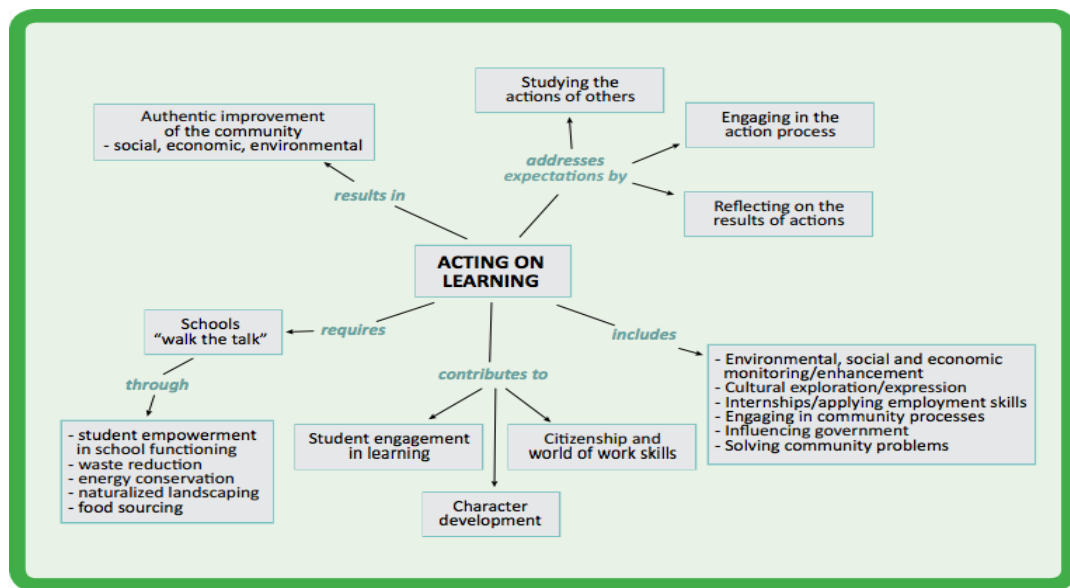 Studying the
actions of others
Authentic improvement
of the community
- social, economic, environmental
Engaging in the
action process
addresses
expectations by
results in
Reflecting on the
results of actions
ACTING ON
LEARNING
Schools
“walk the talk”
requires
includes
through
contributes to
- Environmental, social and economic
monitoring/enhancement
- Cultural exploration/expression
- Internships/applying employment skills
- Engaging in community processes
- Influencing government
- Solving community problems
- student empowerment
in school functioning
- waste reduction
- energy conservation
- naturalized landscaping
- food sourcing
Student engagement
in learning
Citizenship and
world of work skills
Character
development